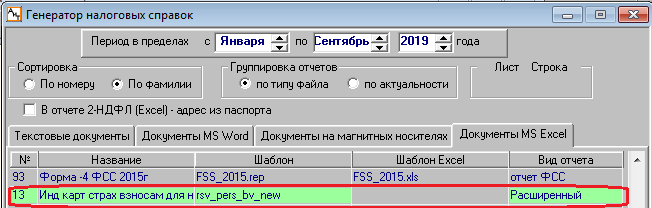 Генератор налоговых справок
Период в пределах с Января по Сентябрь 2019 года
Сортировка Группировка отчетов Лист Строка
По номеру По фамилии по типу файла по актуальности
В отчете 2-НДФЛ (Excel) - адрес из паспорта
Текстовые документы Документы MS Word Документы на магнитных носителях Документы MS Excel
№ Название Шаблон Шаблон Excel Вид отчета
93 Форма -4 ФСС 2015г FSS_2015.rep FSS_2015.xls отчет ФСС
13 Инд карт страх взносам для н rsv_pers_bv_new Расширенный